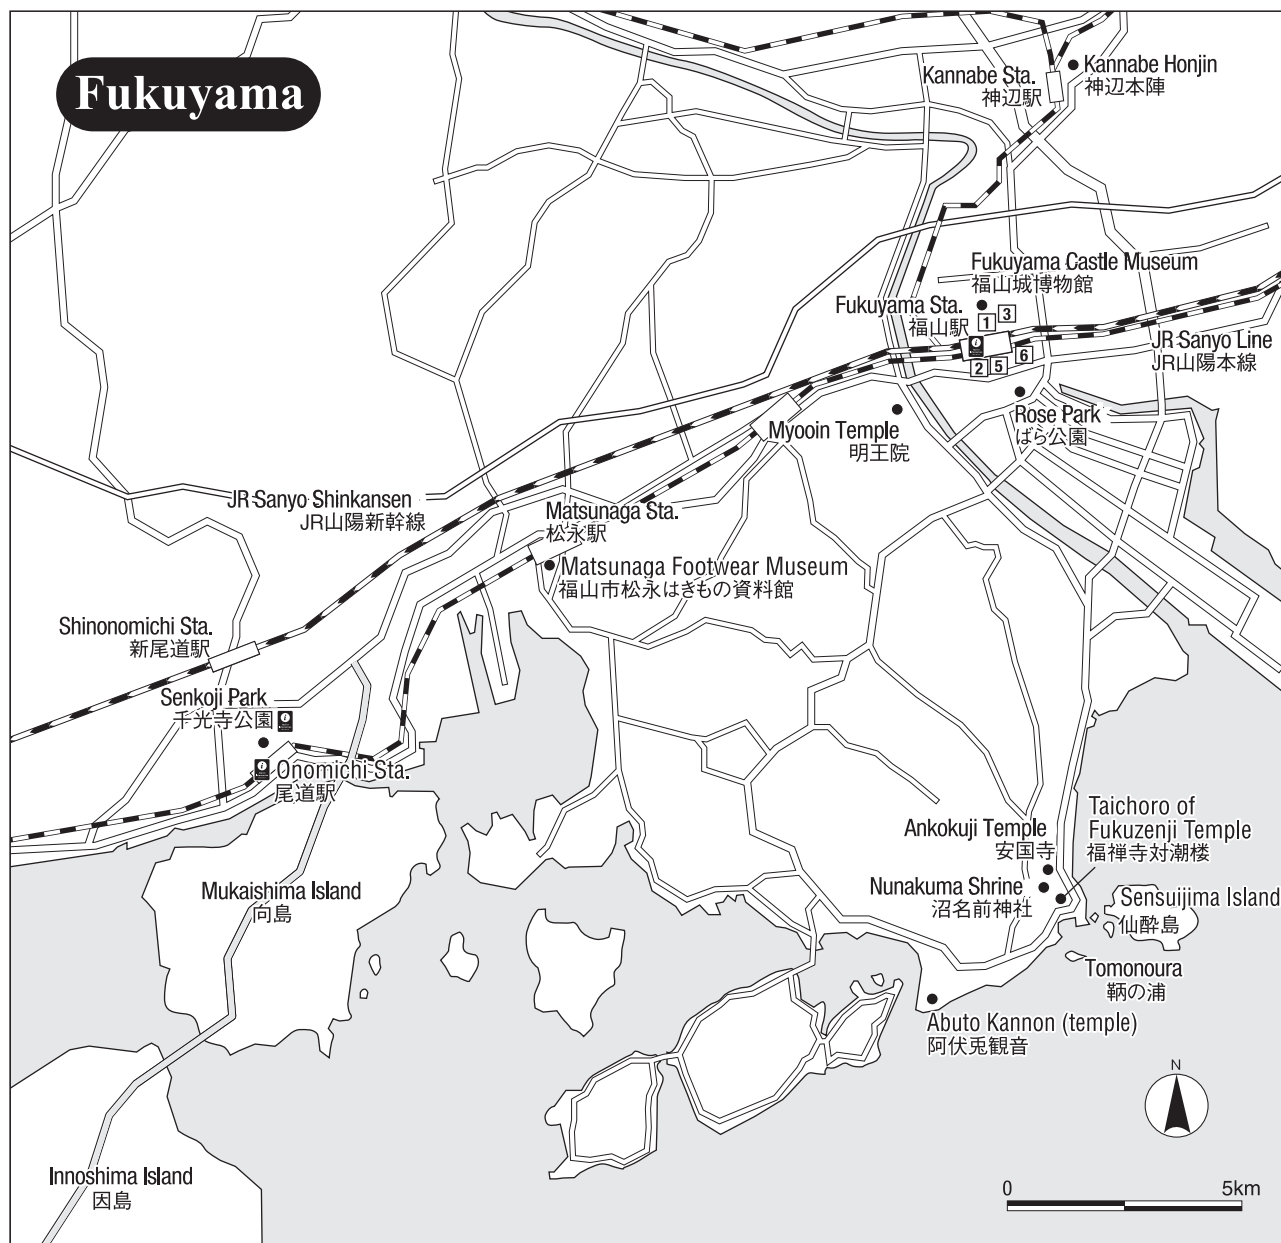 Fukuyama
Kannabe Sta.
神辺駅
Kannabe Honjin
神辺本陣
Fukuyama Castle Museum
福山城博物館
Fukuyama Sta.
福山駅
1
3
2
5
6
JR Sanyo Line
JR山陽本線
Rose Park
ばら公園
Myooin Temple
明王院
JR Sanyo Shinkansen
JR山陽新幹線
Matsunaga Sta.
松永駅
Matsunaga Footwear Museum
福山市松永はきもの資料館
Shinonomichi Sta.
新尾道駅
Senkoji Park
千光寺公園
Onomichi Sta.
尾道駅
Taichoro of
Fukuzenji Temple
福禅寺対潮楼
Ankokuji Temple
安国寺
Nunakuma Shrine
沼名前神社
Mukaishima Island
向島
Sensuijima Island
仙酔島
Tomonoura
鞆の浦
Abuto Kannon (temple)
阿伏兎観音
Innoshima Island
因島
N
0
5km